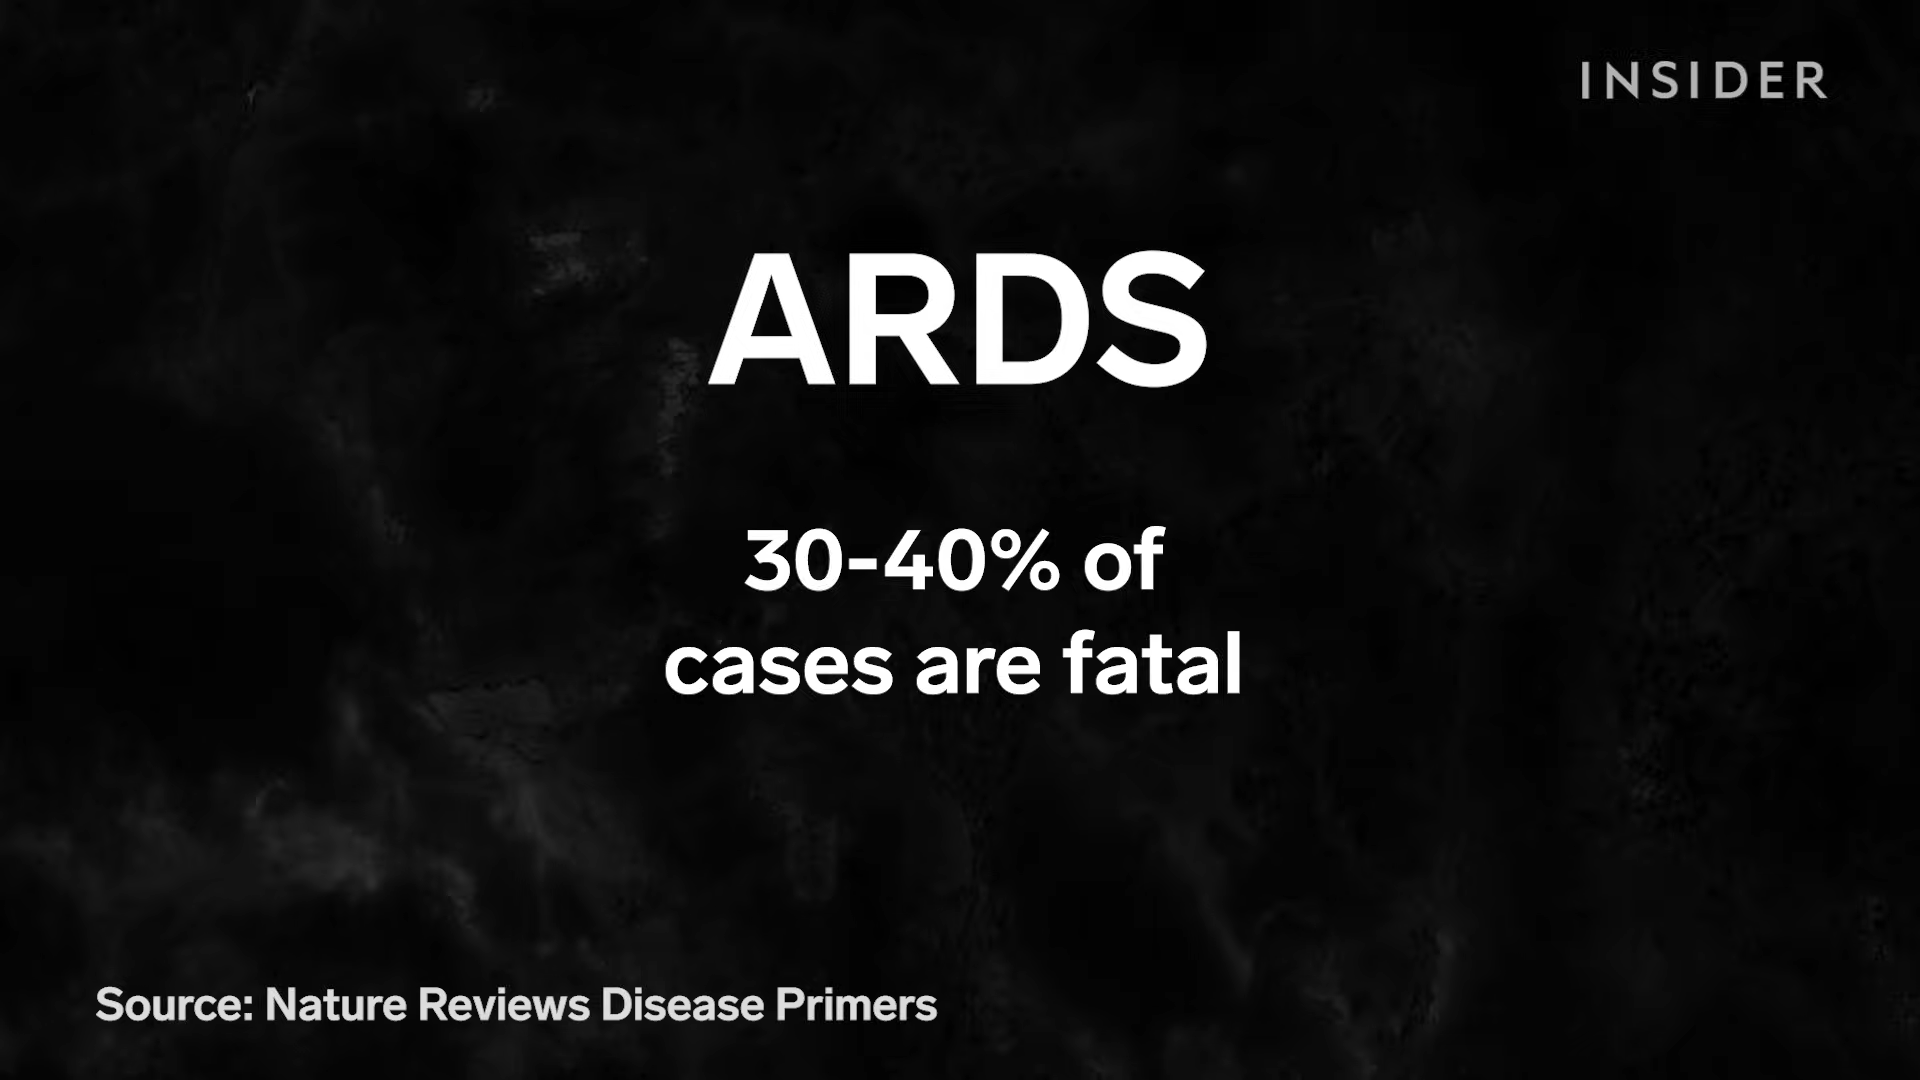 INSIDER
ARDS
30-40% of
cases are fatal
Source: Nature Reviews Disease Primers